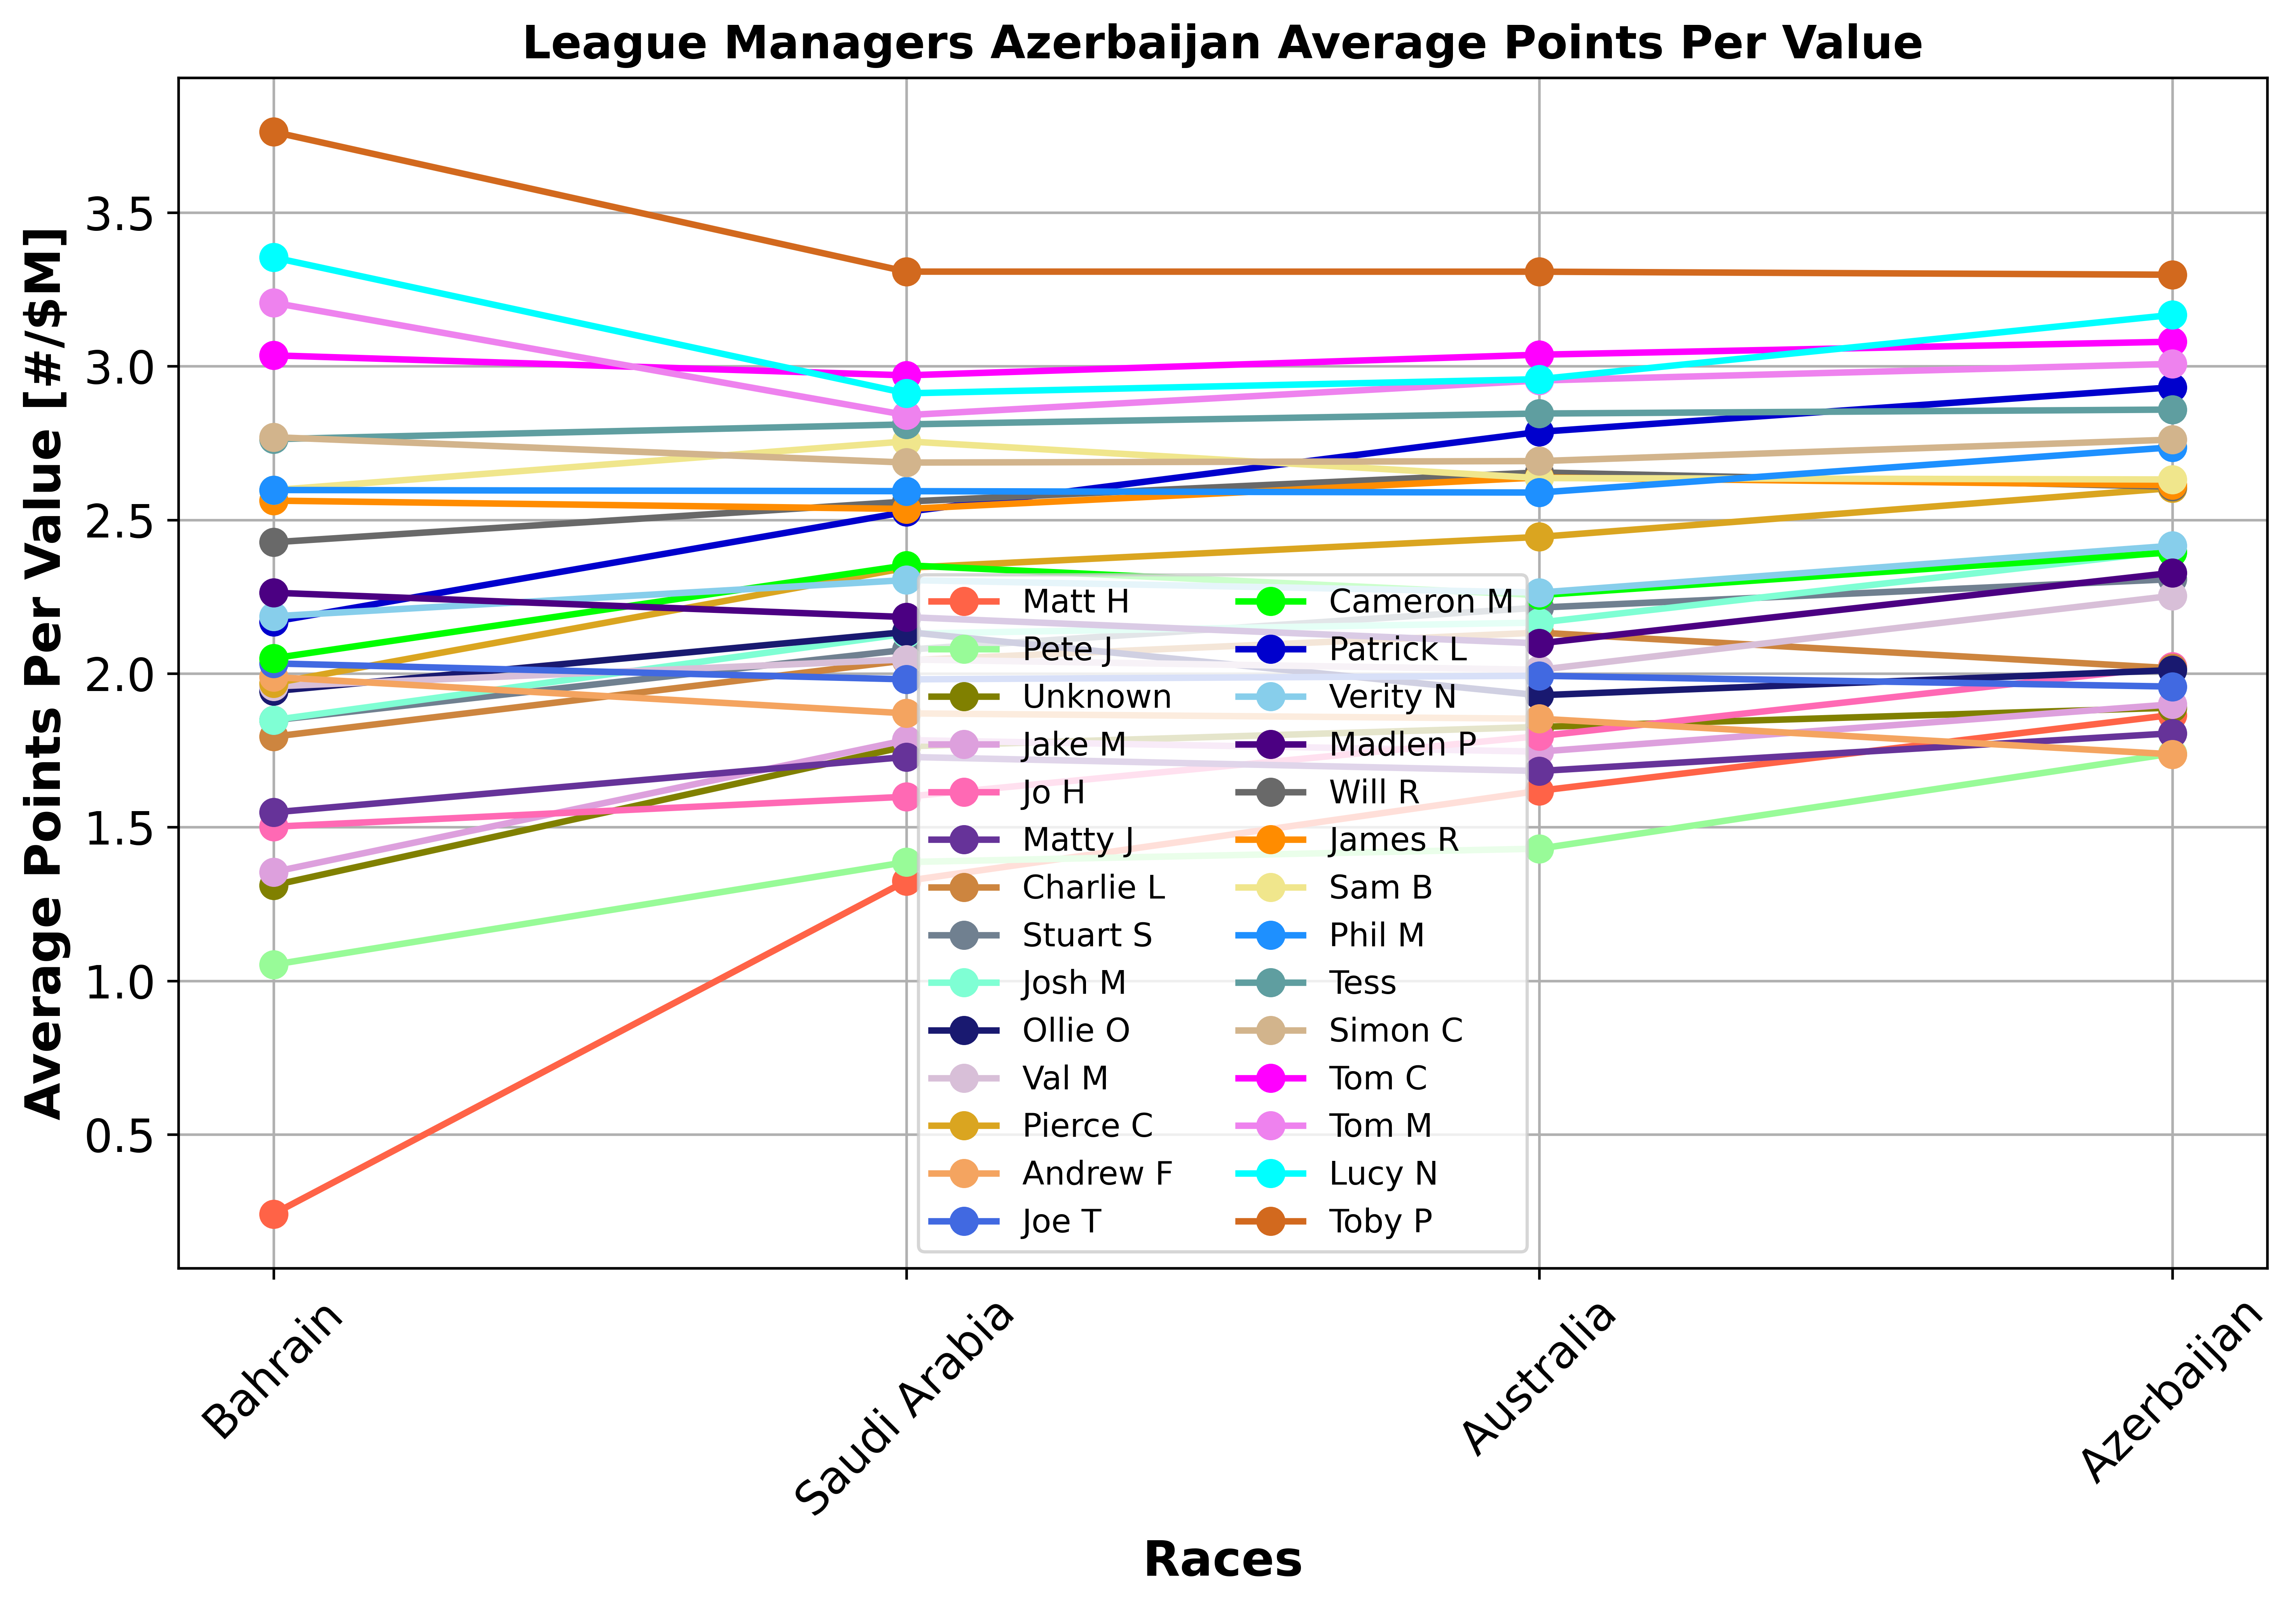 League Managers Azerbaijan Average Points Per Value
Average Points Per Value [#/$M]
3.5
3.0
2.5
2.0
1.5
1.0
0.5
Matt H
Pete J
Unknown
Jake M
Jo H
Matty J
Charlie L
Stuart S
Josh M
Ollie O
Val M
Pierce C
Andrew F
Joe T
Cameron M
Patrick L
Verity N
Madlen P
Will R
James R
Sam B
Phil M
Tess
Simon C
Tom C
Tom M
Lucy N
Toby P
Bahrain
Saudi Arabia
Australia
Azerbaijan
Races